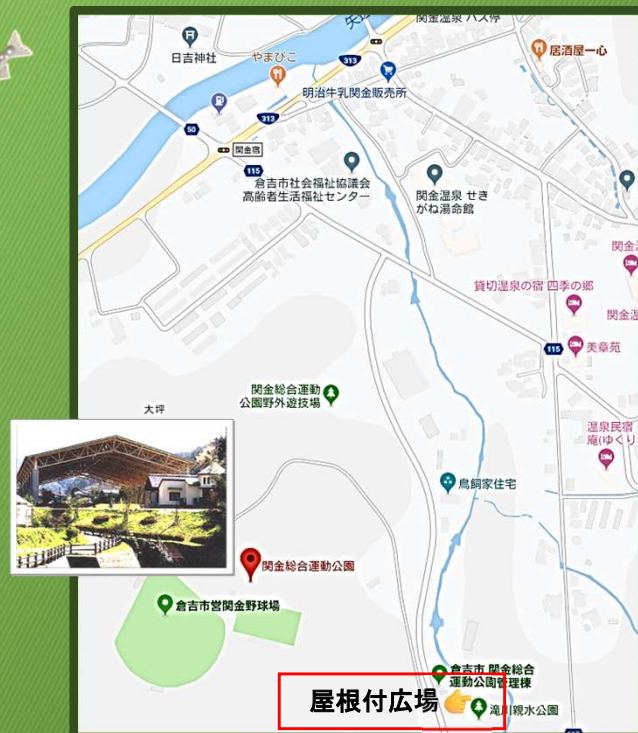 関金温泉 バス停
日吉神社
やまびこ
居酒屋一心
313
明治牛乳関金販売所
50
313
関金宿
115
倉吉市社会福祉協議会
高齢者生活福祉センター
関金温泉 せき
がね湯命館
関金
貸切温泉の宿 四季の郷
関金温
115
美章苑
関金総合運動
公園野外遊技場
大坪
温泉民宿
庵(ゆくり
鳥飼家住宅
関金総合運動公園
倉吉市営関金野球場
倉吉市 関金総合
運動公園管理棟
屋根付広場
滝川親水公園